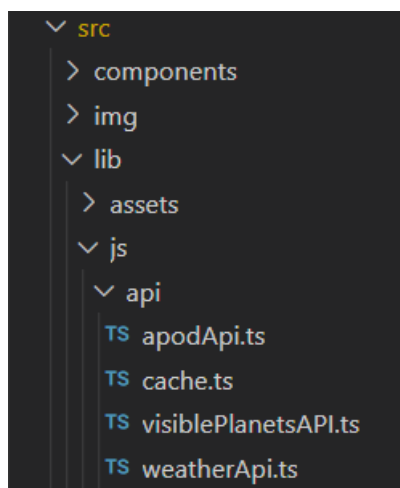 src
components
img
lib
assets
js
api
TS apodApi.ts
TS cache.ts
TS visiblePlanetsAPI.ts
TS weatherApi.ts